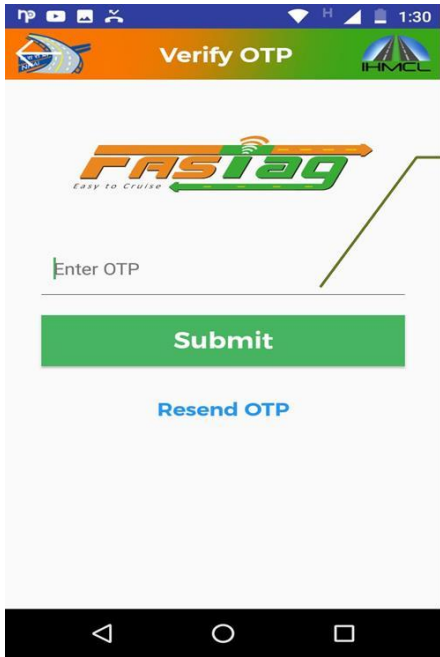 H 1:30
Verify OTP
IHMCL
FASTag
Easy to Cruise
Enter OTP
Submit
Resend OTP